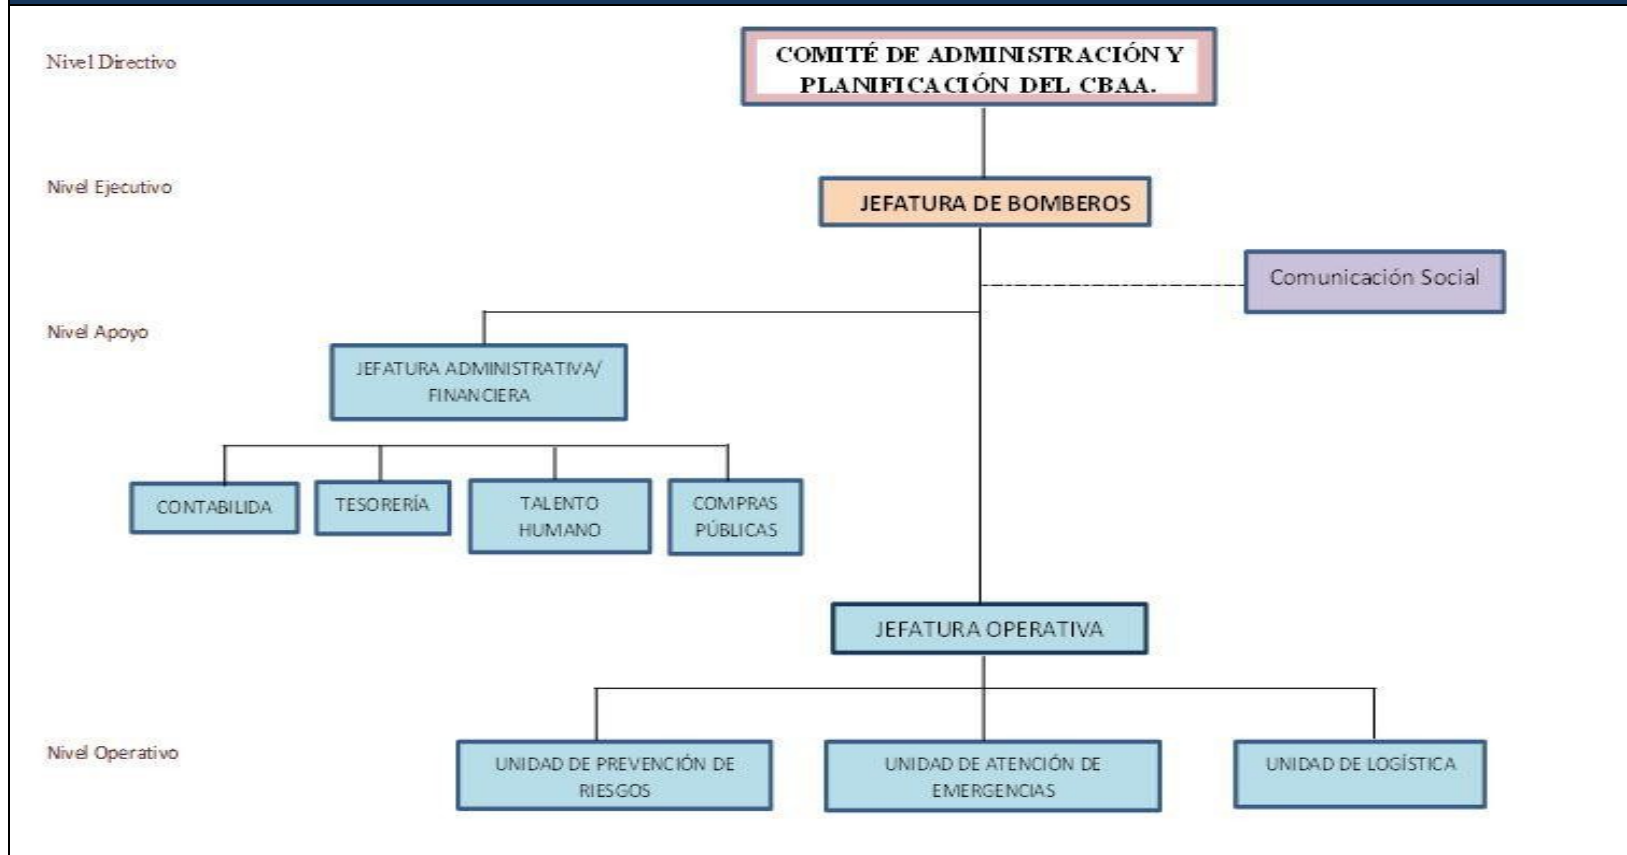 Nivel Directivo
COMITÉ DE ADMINISTRACIÓN Y
PLANIFICACIÓN DEL CBAA.
Nivel Ejecutivo
JEFATURA DE BOMBEROS
Comunicación Social
Nivel Apoyo
JEFATURA ADMINISTRATIVA/
FINANCIERA
CONTABILIDA
TESORERÍA
TALENTO
HUMANO
COMPRAS
PÚBLICAS
JEFATURA OPERATIVA
Nivel Operativo
UNIDAD DE PREVENCIÓN DE
RIESGOS
UNIDAD DE ATENCIÓN DE
EMERGENCIAS
UNIDAD DE LOGÍSTICA